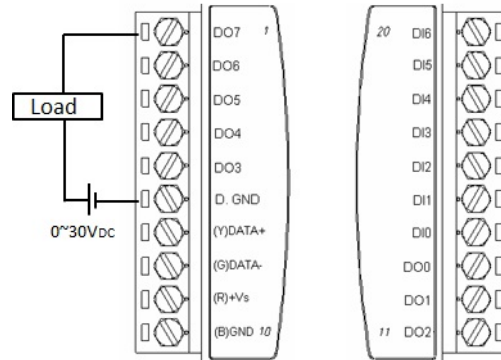 DO7 1
DO6
DO5
DO4
DO3
D. GND
(Y)DATA+
(G)DATA-
(R)+Vs
(B)GND 10
Load
0~30VDC
20 DI6
DI5
DI4
DI3
DI2
DI1
DI0
DO0
DO1
11 DO2